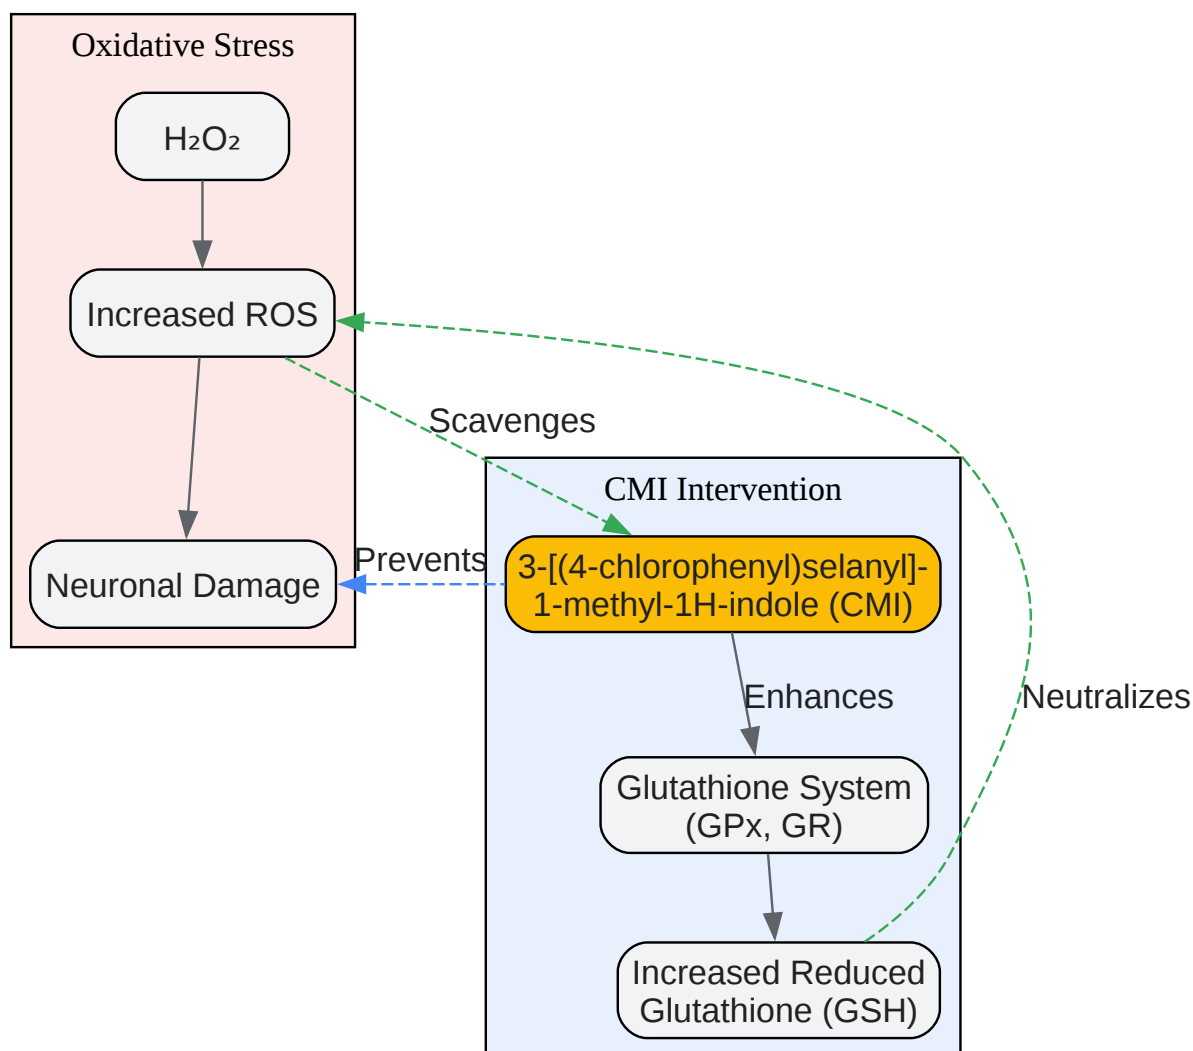 Oxidative Stress
H₂O₂
Increased ROS
Scavenges
CMI Intervention
Prevents
3-[(4-chlorophenyl)selanyl]-
1-methyl-1H-indole (CMI)
Neuronal Damage
Enhances
Neutralizes
Glutathione System
(GPx, GR)
Increased Reduced
Glutathione (GSH)